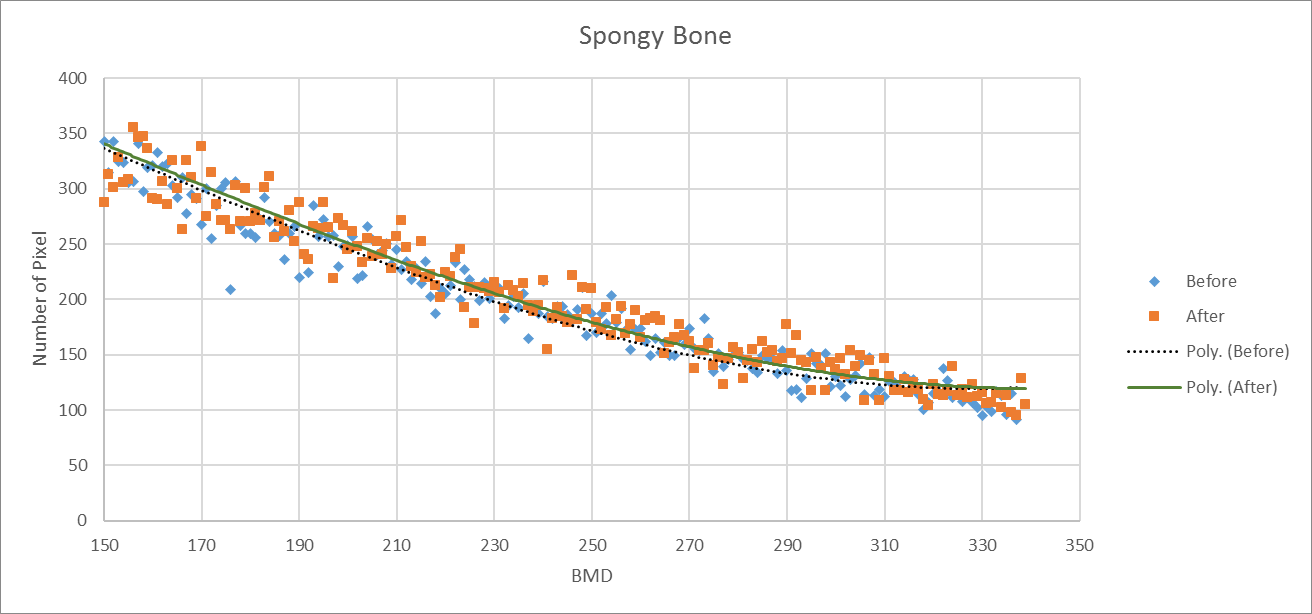 Spongy Bone
Number of Pixel
400
350
300
250
200
150
100
50
0
150 170 190 210 230 250 270 290 310 330 350
BMD
Before
After
Poly. (Before)
Poly. (After)